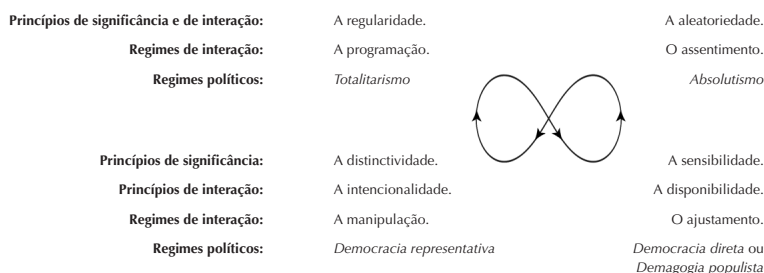 Princípios de significância e de interação: A regularidade. A aleatoriedade.
Regimes de interação: A programação. O assentimento.
Regimes políticos: Totalitarismo Absolutismo
Princípios de significância: A distinctividade. A sensibilidade.
Princípios de interação: A intencionalidade. A disponibilidade.
Regimes de interação: A manipulação. O ajustamento.
Regimes políticos: Democracia representativa Democracia direta ou
Demagogia populista